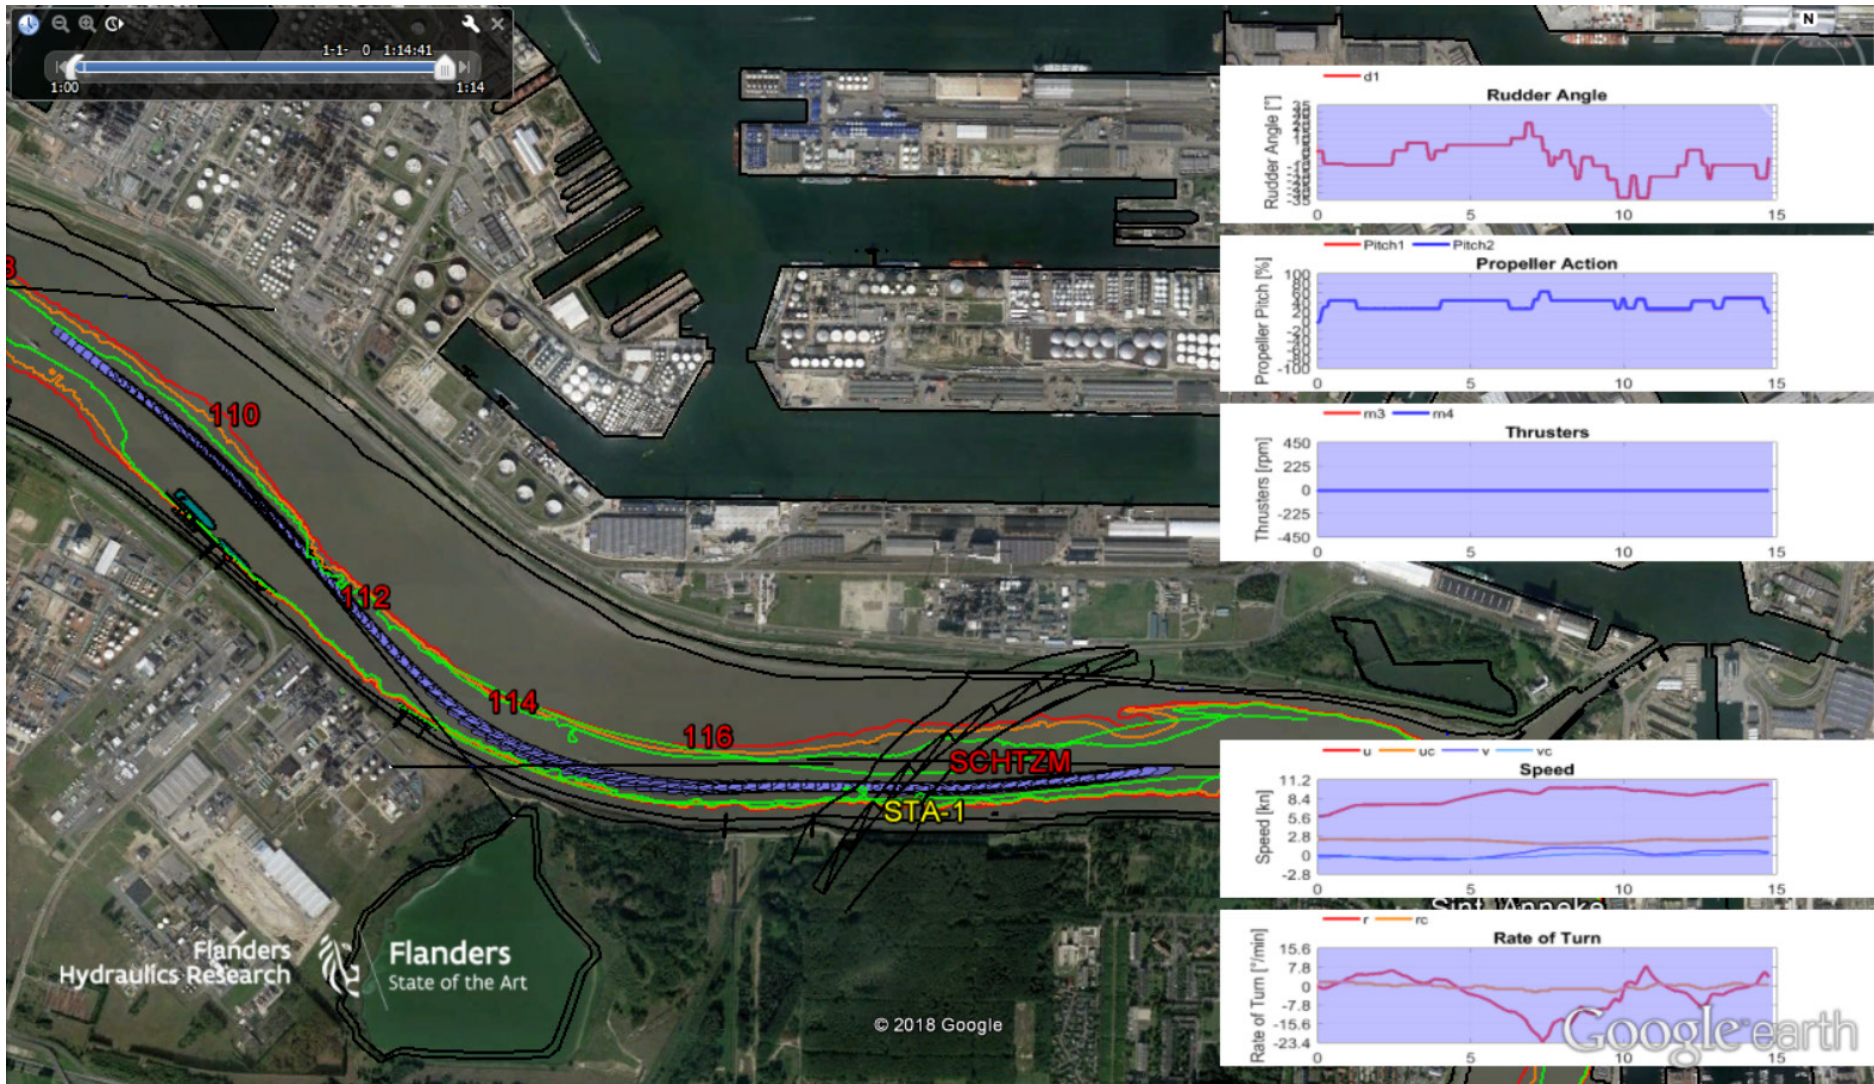 1-1- 0 1:14:41
1:00
1:14
N
d1
Rudder Angle
Rudder Angle [°]
0
5
10
15
Pitch1 Pitch2
Propeller Action
Propeller Pitch [%]
100
-100
0
5
10
15
m3 m4
Thrusters
Thrusters [rpm]
450
225
0
-225
-450
0
5
10
15
110
112
114
116
SCHTZM
STA-1
u uc v vc
Speed
Speed [kn]
11.2
8.4
5.6
2.8
0
-2.8
0
5
10
15
Sint Anneke
r rc
Rate of Turn
Rate of Turn [°/min]
15.6
7.8
0
-7.8
-15.6
-23.4
0
5
10
15
Flanders
Hydraulics Research
Flanders
State of the Art
© 2018 Google
Google earth